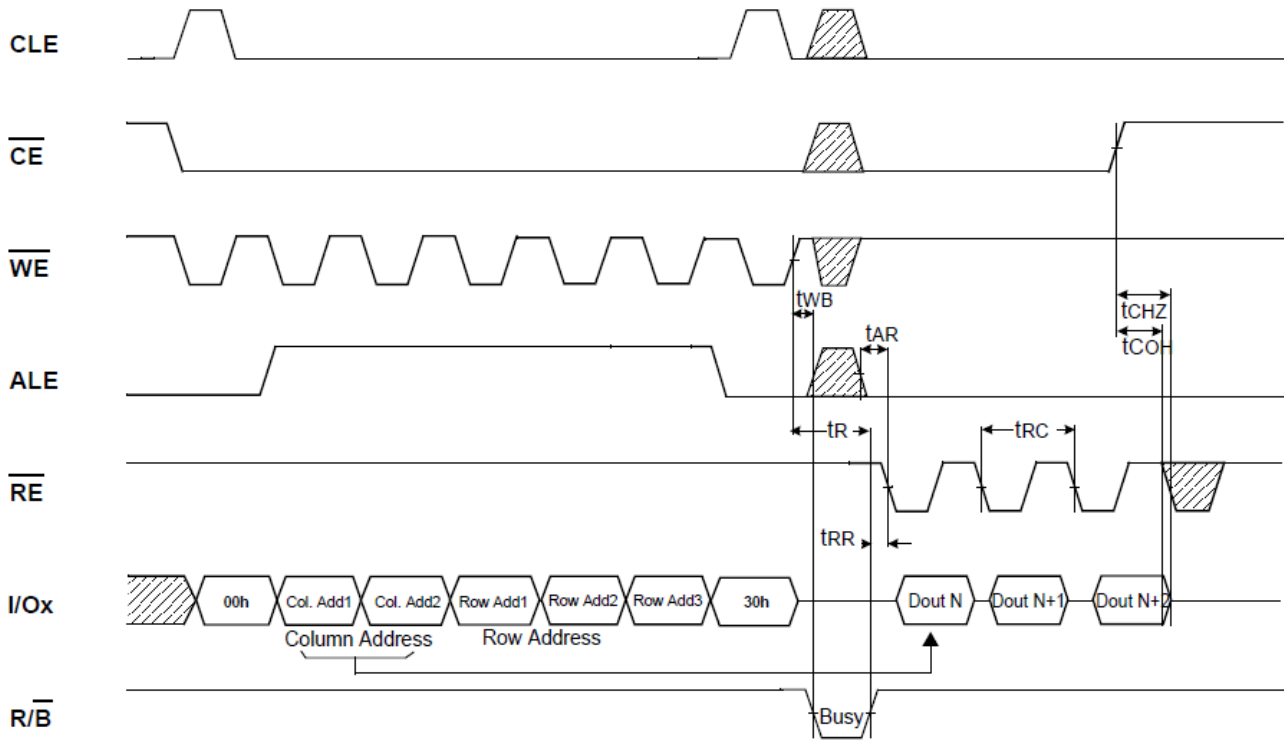 CLE
CE
WE
tWB
tCHZ
tAR
tCOH
ALE
tR
tRC
RE
tRR
I/Ox
00h
Col. Add1
Col. Add2
Row Add1
Row Add2
Row Add3
30h
Dout N
Dout N+1
Dout N+2
Column Address
Row Address
R/B
Busy